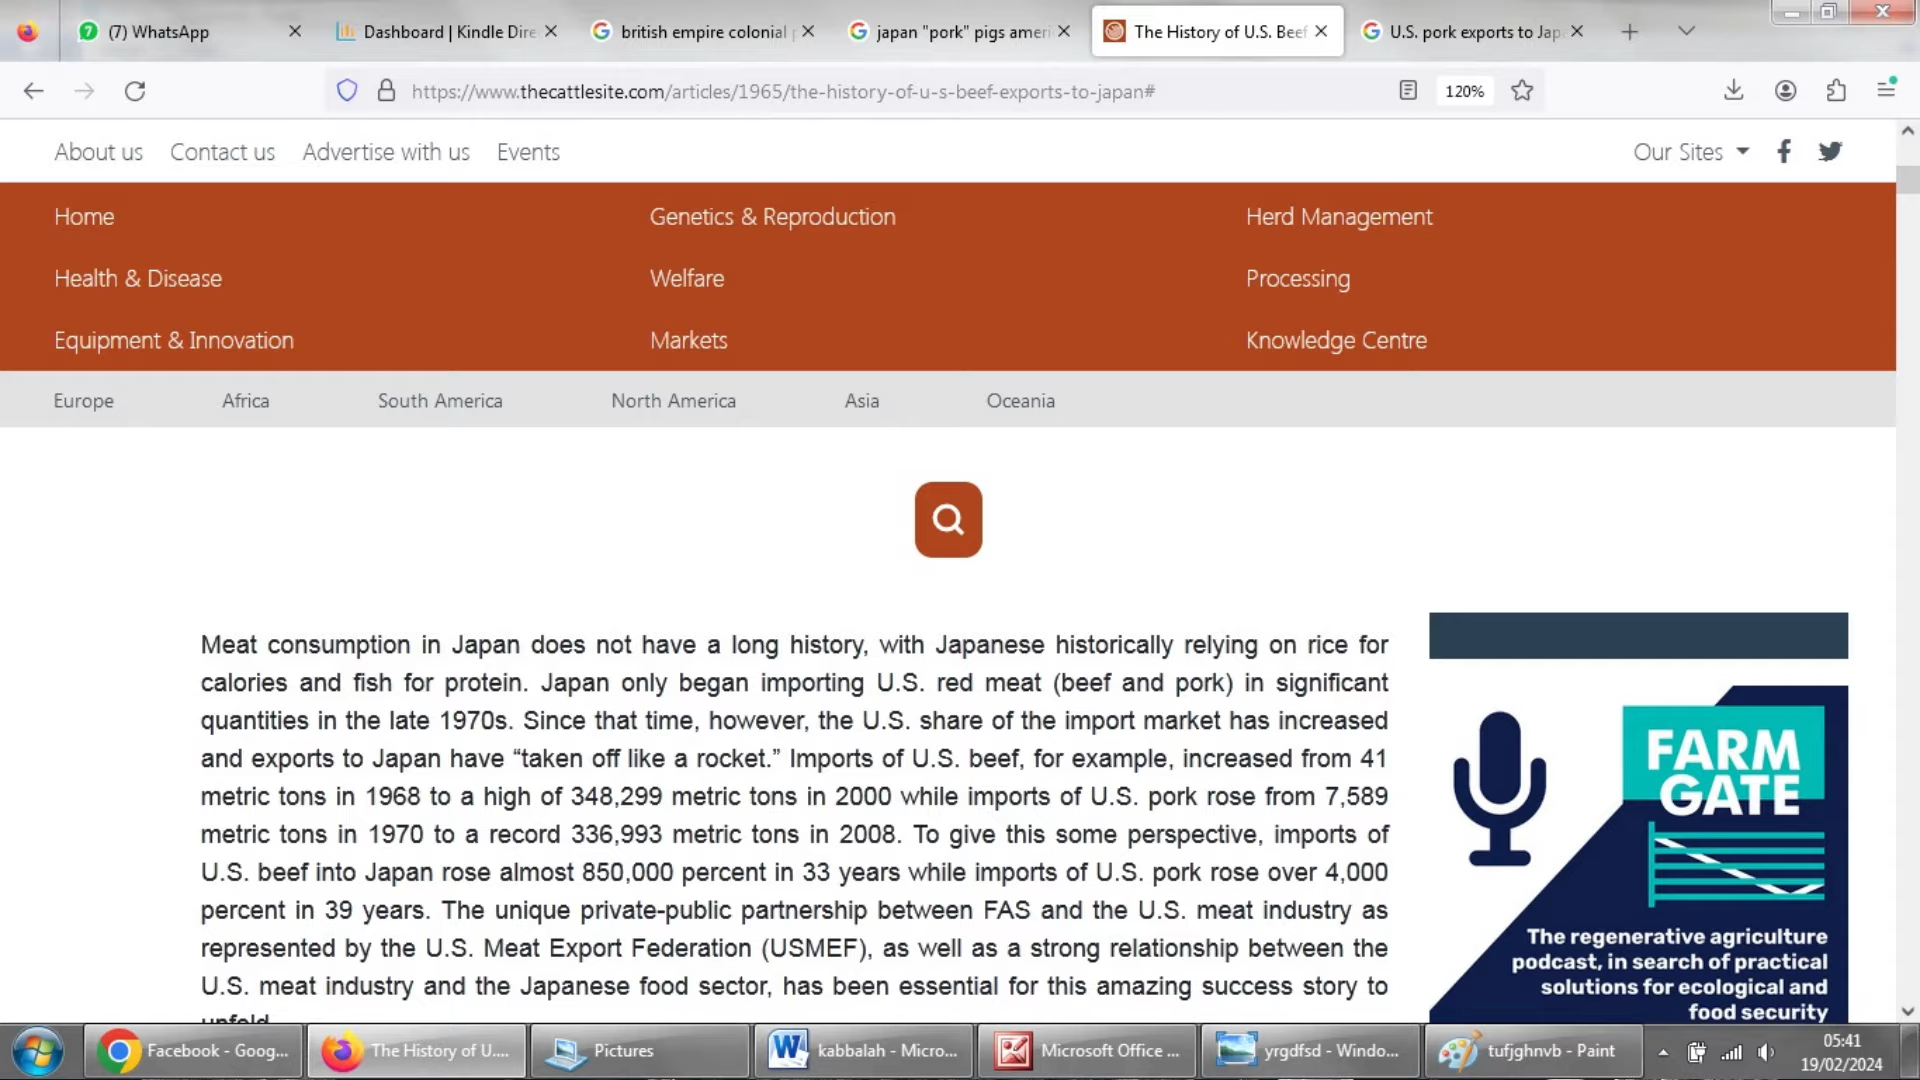 (7) WhatsApp
Dashboard | Kindle Dire
british empire colonial
japan "pork" pigs ameri
The History of U.S. Beef
U.S. pork exports to Jap
https://www.thecattlesite.com/articles/1965/the-history-of-u-s-beef-exports-to-japan#
120%
About us Contact us Advertise with us Events
Our Sites
Home Genetics & Reproduction Herd Management
Health & Disease Welfare Processing
Equipment & Innovation Markets Knowledge Centre
Europe Africa South America North America Asia Oceania
Meat consumption in Japan does not have a long history, with Japanese historically relying on rice for
calories and fish for protein. Japan only began importing U.S. red meat (beef and pork) in significant
quantities in the late 1970s. Since that time, however, the U.S. share of the import market has increased
and exports to Japan have “taken off like a rocket.” Imports of U.S. beef, for example, increased from 41
metric tons in 1968 to a high of 348,299 metric tons in 2000 while imports of U.S. pork rose from 7,589
metric tons in 1970 to a record 336,993 metric tons in 2008. To give this some perspective, imports of
U.S. beef into Japan rose almost 850,000 percent in 33 years while imports of U.S. pork rose over 4,000
percent in 39 years. The unique private-public partnership between FAS and the U.S. meat industry as
represented by the U.S. Meat Export Federation (USMEF), as well as a strong relationship between the
U.S. meat industry and the Japanese food sector, has been essential for this amazing success story to
unfold.
FARM
GATE
The regenerative agriculture
podcast, in search of practical
solutions for ecological and
food security
Facebook - Goog...
The History of U....
Pictures
kabbalah - Micro...
Microsoft Office ...
yrgdfsd - Windo...
tufjghnvb - Paint
05:41
19/02/2024